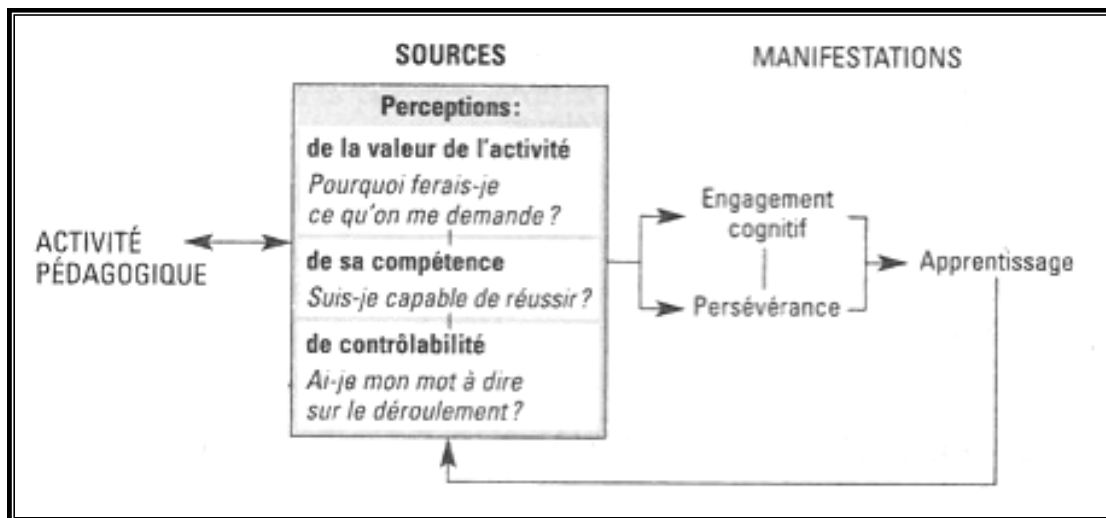 SOURCES
MANIFESTATIONS
Perceptions:
de la valeur de l'activité
Pourquoi ferais-je
ce qu'on me demande ?
de sa compétence
Suis-je capable de réussir ?
de contrôlabilité
Ai-je mon mot à dire
sur le déroulement ?
ACTIVITÉ
PÉDAGOGIQUE
Engagement
cognitif
Persévérance
Apprentissage